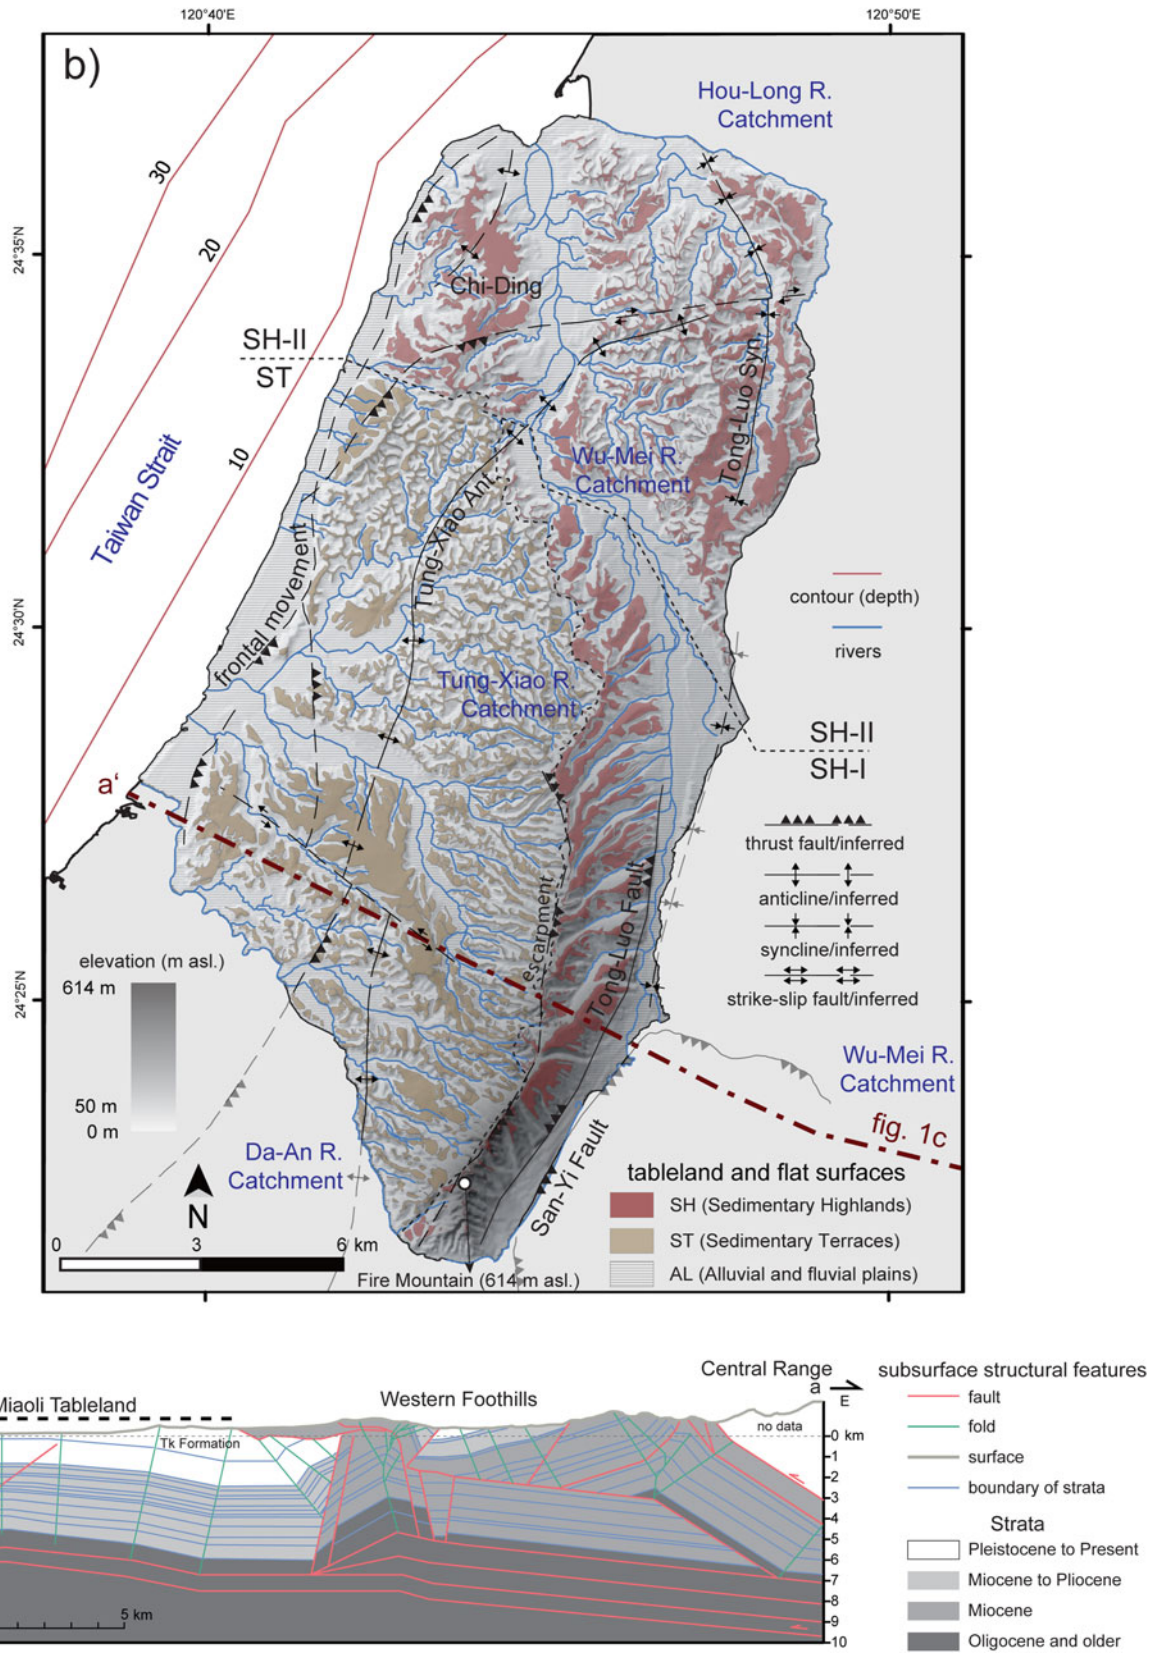 120°40'E
120°50'E
b)
Hou-Long R.
Catchment
30
20
10
24°35'N
Chi-Ding
SH-II
ST
Tong-Luo Syn.
Wu-Mei R.
Catchment
Taiwan Strait
Tung-Xiao Ant.
frontal movement
contour (depth)
24°30'N
rivers
Tung-Xiao R.
Catchment
SH-II
SH-I
a'
thrust fault/inferred
anticline/inferred
syncline/inferred
strike-slip fault/inferred
escarpment
Tong-Luo Fault
elevation (m asl.)
614 m
50 m
0 m
24°25'N
Wu-Mei R.
Catchment
fig. 1c
Da-An R.
Catchment
San-Yi Fault
N
0
3
6 km
Fire Mountain (614 m asl.)
tableland and flat surfaces
SH (Sedimentary Highlands)
ST (Sedimentary Terraces)
AL (Alluvial and fluvial plains)
Miaoli Tableland
Western Foothills
Central Range
a
E
Tk Formation
no data
0 km
1
2
3
4
5
6
7
8
9
10
5 km
subsurface structural features
fault
fold
surface
boundary of strata
Strata
Pleistocene to Present
Miocene to Pliocene
Miocene
Oligocene and older